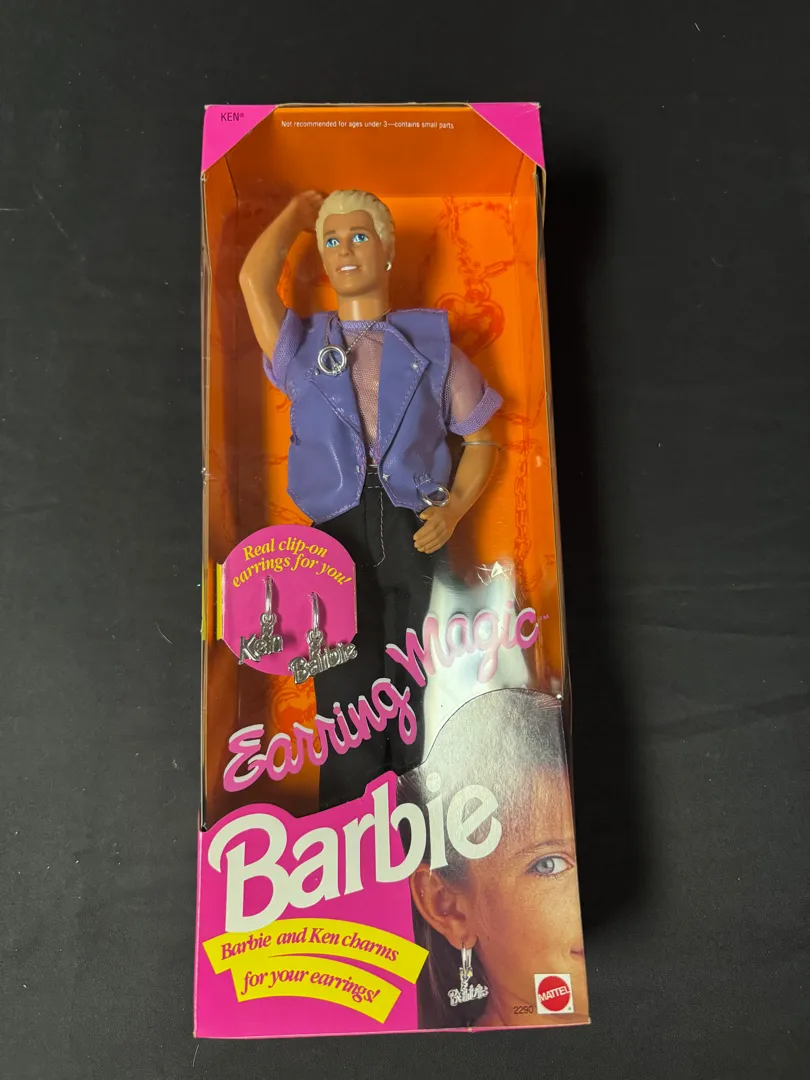 KEN®
Not recommended for ages under 3—contains small parts
Real clip-on
earrings for you!
Ken
Barbie
Earring Magic™
Barbie
Barbie and Ken charms
for your earrings!
Barbie
2290
MATTEL